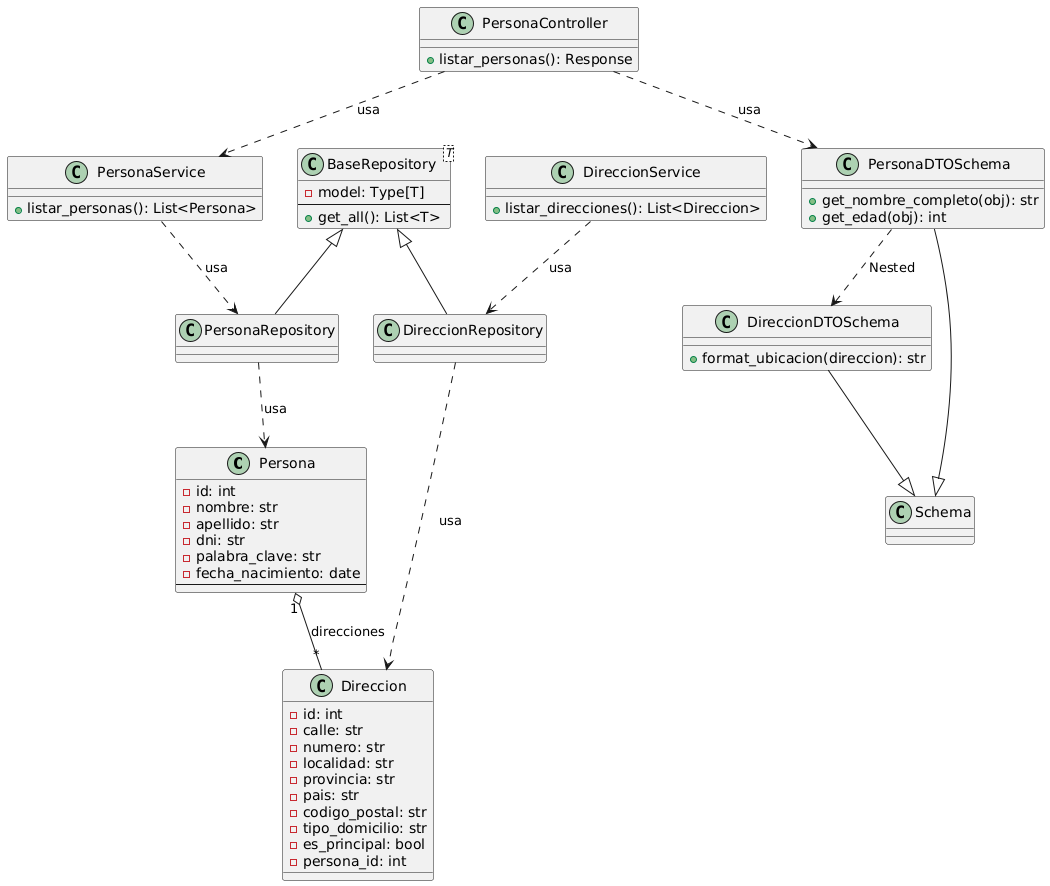 C PersonaController
listar_personas(): Response
usa
usa
C PersonaService
listar_personas(): List<Persona>
C BaseRepository T
model: Type[T]
get_all(): List<T>
C DireccionService
listar_direcciones(): List<Direccion>
C PersonaDTOSchema
get_nombre_completo(obj): str
get_edad(obj): int
usa
usa
Nested
C PersonaRepository
C DireccionRepository
C DireccionDTOSchema
format_ubicacion(direccion): str
usa
C Persona
id: int
nombre: str
apellido: str
dni: str
palabra_clave: str
fecha_nacimiento: date
usa
C Schema
1
direcciones
*
C Direccion
id: int
calle: str
numero: str
localidad: str
provincia: str
pais: str
codigo_postal: str
tipo_domicilio: str
es_principal: bool
persona_id: int